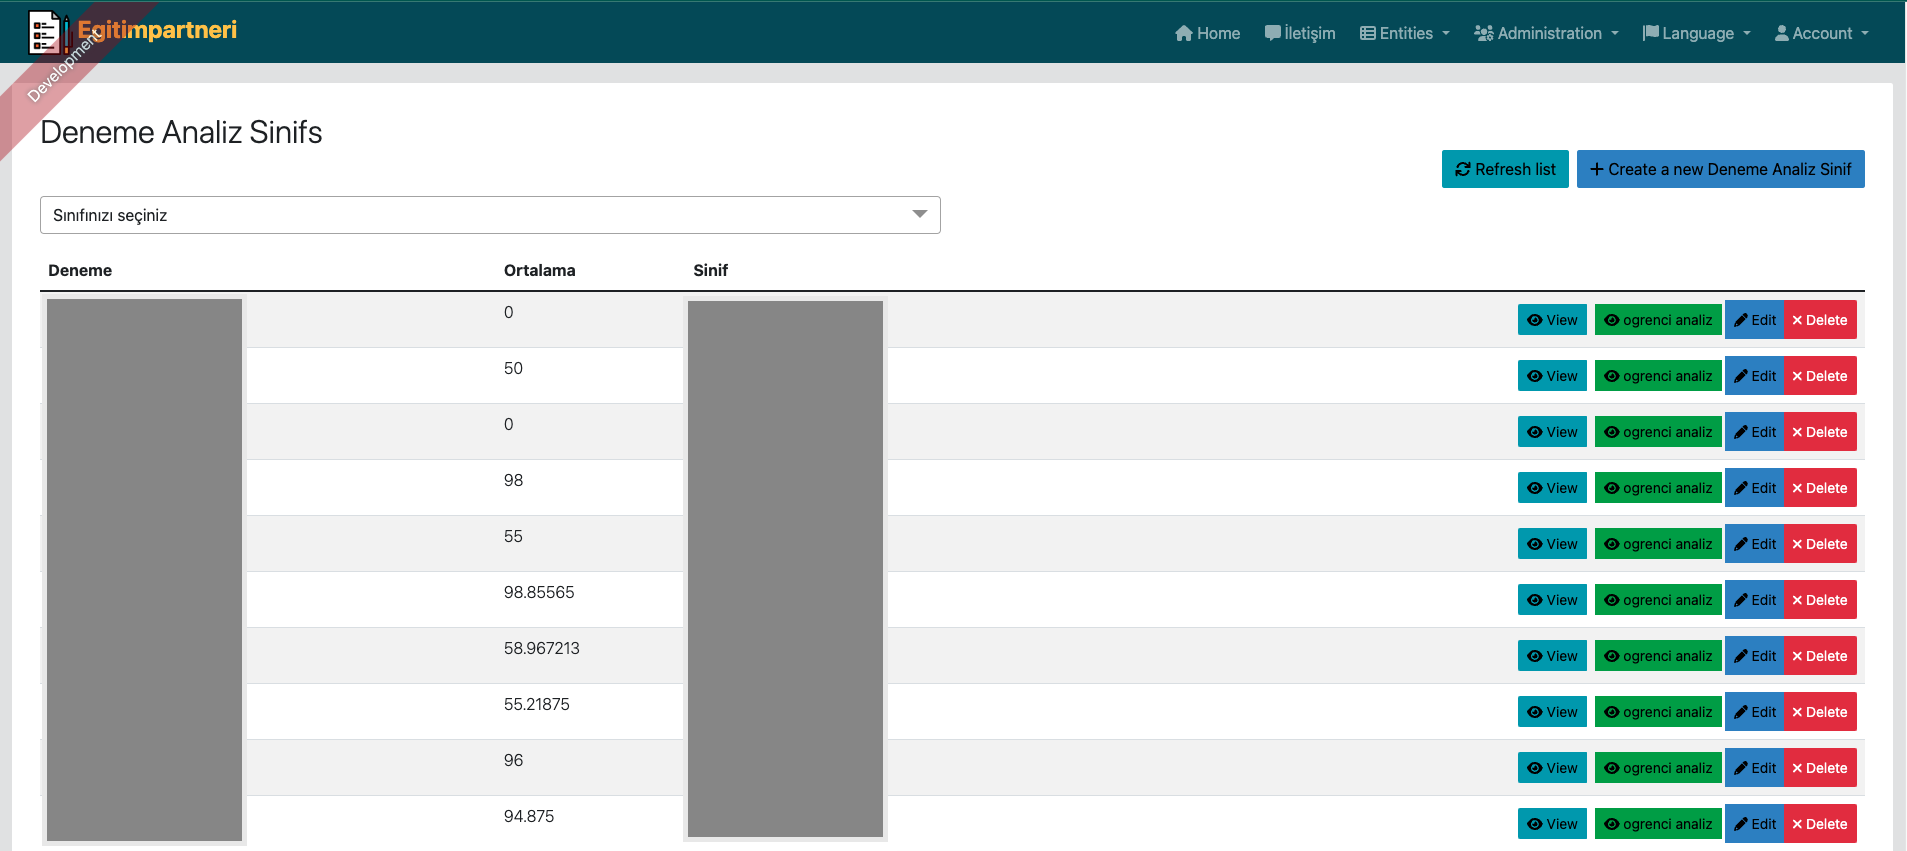 Egitimpartneri
Home İletişim Entities Administration Language Account
Development
Deneme Analiz Sinifs
Refresh list Create a new Deneme Analiz Sinif
Sınıfınızı seçiniz
Deneme Ortalama Sinif
0 View ogrenci analiz Edit Delete
50 View ogrenci analiz Edit Delete
0 View ogrenci analiz Edit Delete
98 View ogrenci analiz Edit Delete
55 View ogrenci analiz Edit Delete
98.85565 View ogrenci analiz Edit Delete
58.967213 View ogrenci analiz Edit Delete
55.21875 View ogrenci analiz Edit Delete
96 View ogrenci analiz Edit Delete
94.875 View ogrenci analiz Edit Delete